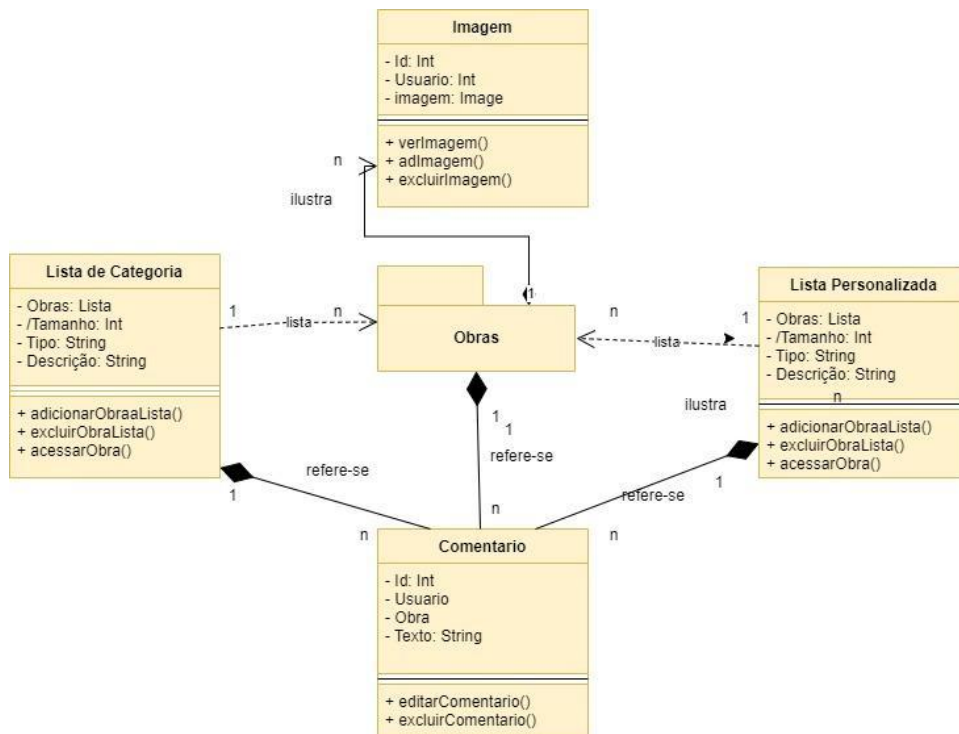 Imagem
- Id: Int
- Usuario: Int
- imagem: Image
+ verImagem()
+ adImagem()
+ excluirImagem()
n
ilustra
1
Lista de Categoria
- Obras: Lista
- /Tamanho: Int
- Tipo: String
- Descrição: String
+ adicionarObraaLista()
+ excluirObraLista()
+ acessarObra()
1
lista
n
Obras
n
lista
1
Lista Personalizada
- Obras: Lista
- /Tamanho: Int
- Tipo: String
- Descrição: String
n
+ adicionarObraaLista()
+ excluirObraLista()
+ acessarObra()
ilustra
1
refere-se
n
1
1
refere-se
n
1
refere-se
n
Comentario
- Id: Int
- Usuario
- Obra
- Texto: String
+ editarComentario()
+ excluirComentario()